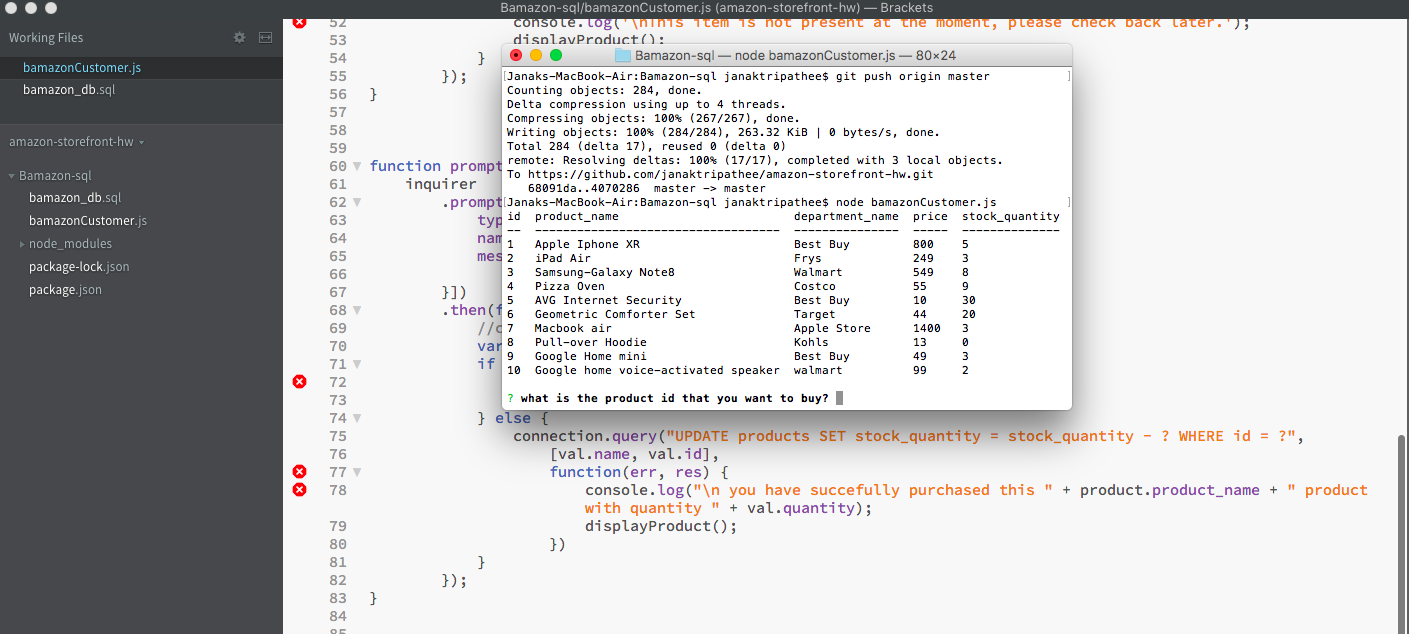 Bamazon-sql/bamazonCustomer.js (amazon-storefront-hw) — Brackets
Working Files
bamazonCustomer.js
bamazon_db.sql
amazon-storefront-hw
Bamazon-sql
bamazon_db.sql
bamazonCustomer.js
node_modules
package-lock.json
package.json
52 console.log('\nThis item is not present at the moment, please check back later.');
53 displayProduct();
54 }
55 });
56 }
57
58
59
60 function prompt
61 inquirer
62 .prompt
63 typ
64 nam
65 mes
66
67 }])
68 .then(f
69 //c
70 var
71 if
72
73
74 } else {
75 connection.query("UPDATE products SET stock_quantity = stock_quantity - ? WHERE id = ?",
76 [val.name, val.id],
77 function(err, res) {
78 console.log("\n you have succefully purchased this " + product.product_name + " product
with quantity " + val.quantity);
79 displayProduct();
80 })
81 }
82 });
83 }
84
85
Bamazon-sql — node bamazonCustomer.js — 80×24
[Janaks-MacBook-Air:Bamazon-sql janaktripathee$ git push origin master ]
Counting objects: 284, done.
Delta compression using up to 4 threads.
Compressing objects: 100% (267/267), done.
Writing objects: 100% (284/284), 263.32 KiB | 0 bytes/s, done.
Total 284 (delta 17), reused 0 (delta 0)
remote: Resolving deltas: 100% (17/17), completed with 3 local objects.
To https://github.com/janaktripathee/amazon-storefront-hw.git
68091da..4070286 master -> master
[Janaks-MacBook-Air:Bamazon-sql janaktripathee$ node bamazonCustomer.js ]
id product_name department_name price stock_quantity
-- ----------------------------------- --------------- ----- --------------
1 Apple Iphone XR Best Buy 800 5
2 iPad Air Frys 249 3
3 Samsung-Galaxy Note8 Walmart 549 8
4 Pizza Oven Costco 55 9
5 AVG Internet Security Best Buy 10 30
6 Geometric Comforter Set Target 44 20
7 Macbook air Apple Store 1400 3
8 Pull-over Hoodie Kohls 13 0
9 Google Home mini Best Buy 49 3
10 Google home voice-activated speaker walmart 99 2
? what is the product id that you want to buy?